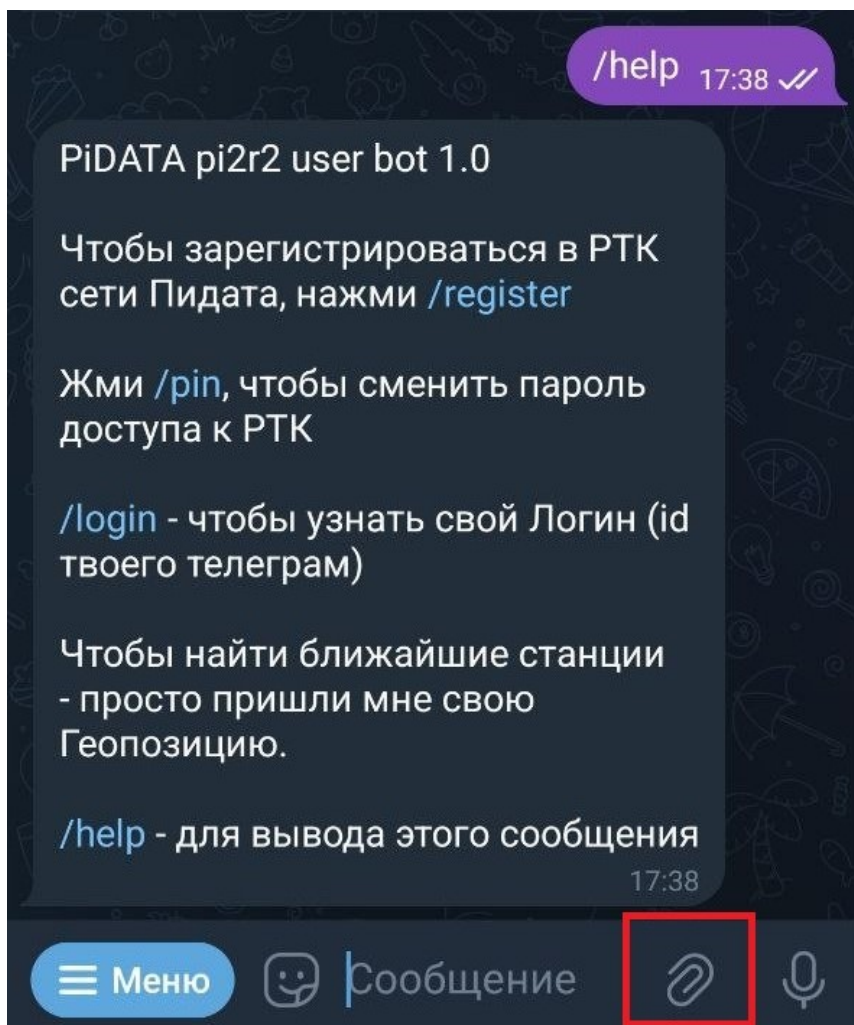 /help 17:38
PiDATA pi2r2 user bot 1.0
Чтобы зарегистрироваться в РТК
сети Пидата, нажми /register
Жми /pin, чтобы сменить пароль
доступа к РТК
/login - чтобы узнать свой Логин (id
твоего телеграм)
Чтобы найти ближайшие станции
- просто пришли мне свою
Геопозицию.
/help - для вывода этого сообщения
17:38
Меню Сообщение